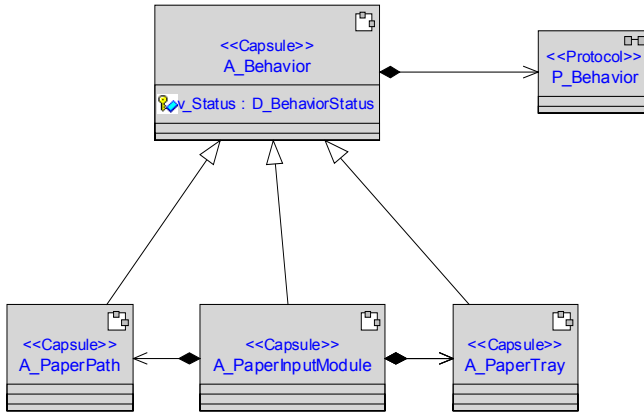 <<Capsule>>
A_Behavior
v_Status : D_BehaviorStatus
<<Protocol>>
P_Behavior
<<Capsule>>
A_PaperPath
<<Capsule>>
A_PaperInputModule
<<Capsule>>
A_PaperTray